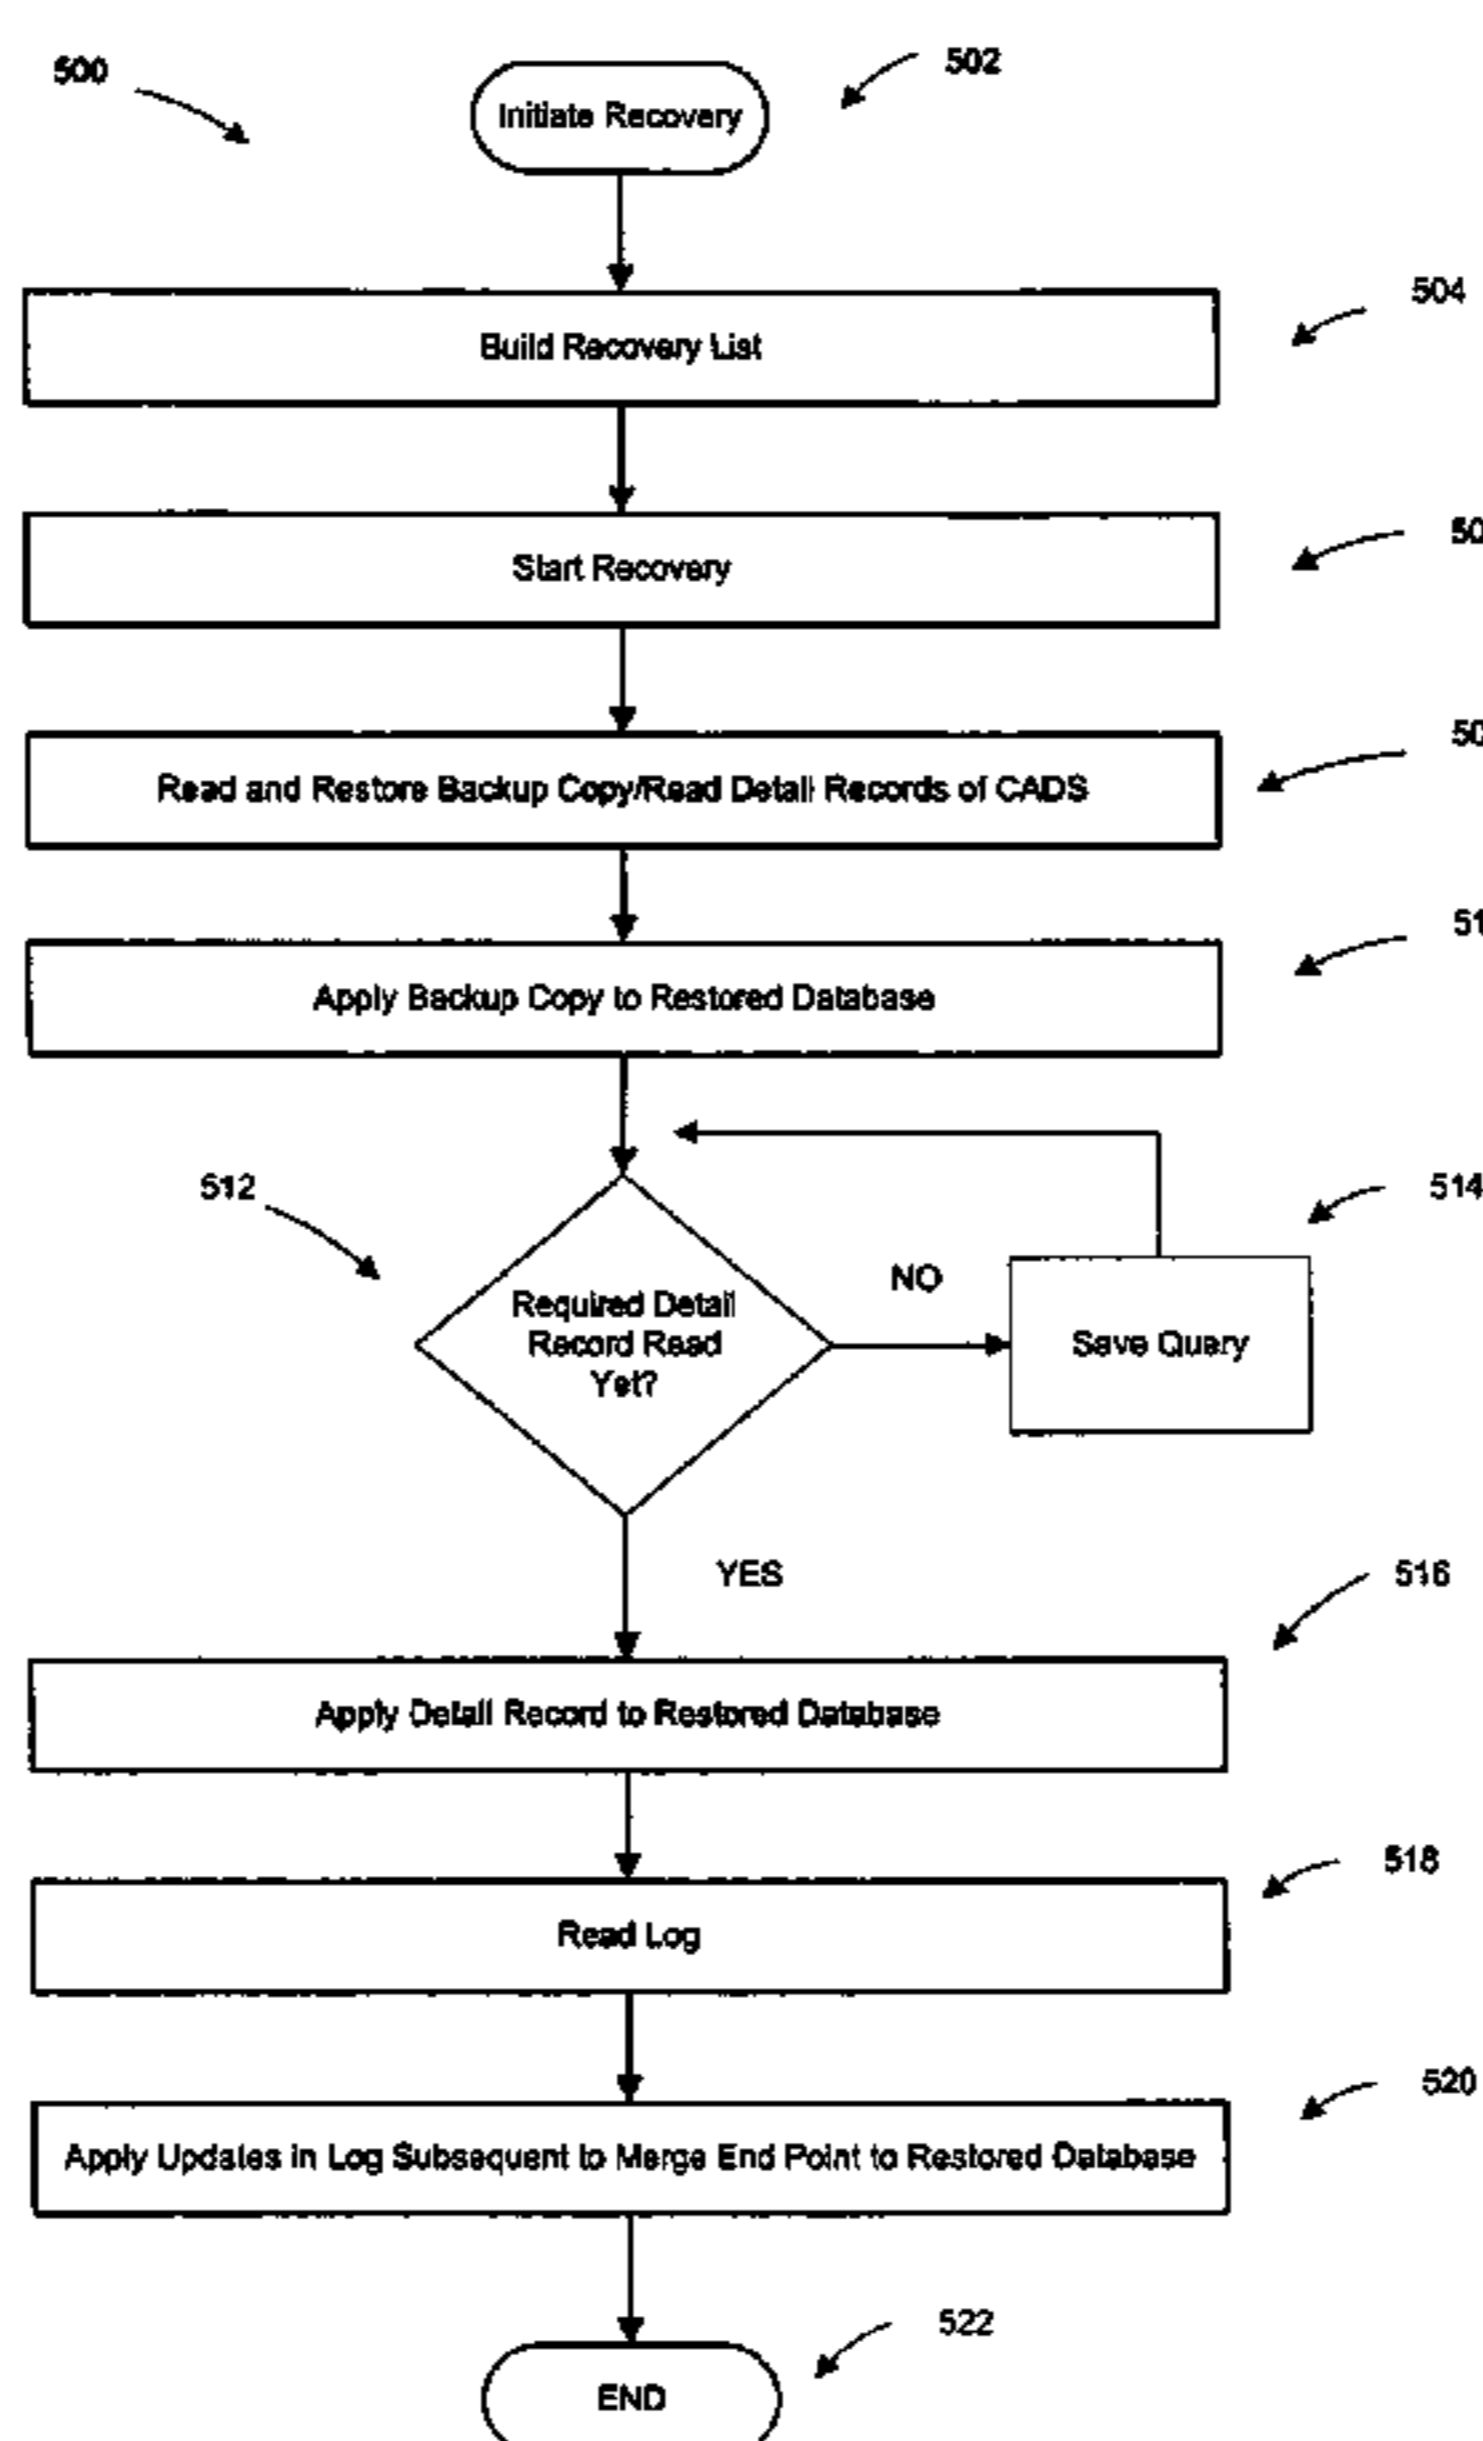 500
502
Initiate Recovery
504
Build Recovery List
50
Start Recovery
50
Read and Restore Backup Copy/Read Detail Records of CADS
51
Apply Backup Copy to Restored Database
512
514
Required Detail
Record Read
Yet?
NO
Save Query
YES
516
Apply Detail Record to Restored Database
518
Read Log
520
Apply Updates in Log Subsequent to Merge End Point to Restored Database
522
END